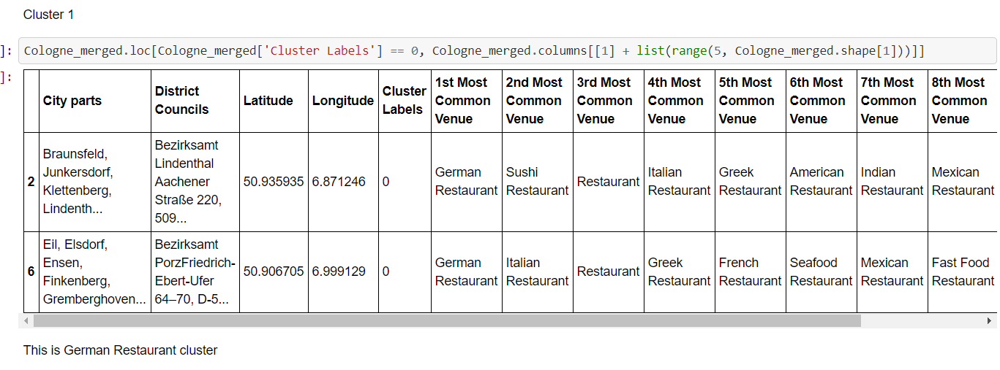 Cluster 1
]: Cologne_merged.loc[Cologne_merged['Cluster Labels'] == 0, Cologne_merged.columns[[1] + list(range(5, Cologne_merged.shape[1]))]]
]:
City parts District Councils Latitude Longitude Cluster Labels 1st Most Common Venue 2nd Most Common Venue 3rd Most Common Venue 4th Most Common Venue 5th Most Common Venue 6th Most Common Venue 7th Most Common Venue 8th Most Common Venue
2 Braunsfeld, Junkersdorf, Klettenberg, Lindenth... Bezirksamt Lindenthal Aachener Straße 220, 509... 50.935935 6.871246 0 German Restaurant Sushi Restaurant Restaurant Italian Restaurant Greek Restaurant American Restaurant Indian Restaurant Mexican Restaurant
6 Eil, Elsdorf, Ensen, Finkenberg, Gremberghoven... Bezirksamt PorzFriedrich-Ebert-Ufer 64–70, D-5... 50.906705 6.999129 0 German Restaurant Italian Restaurant Restaurant Greek Restaurant French Restaurant Seafood Restaurant Mexican Restaurant Fast Food Restaurant
This is German Restaurant cluster